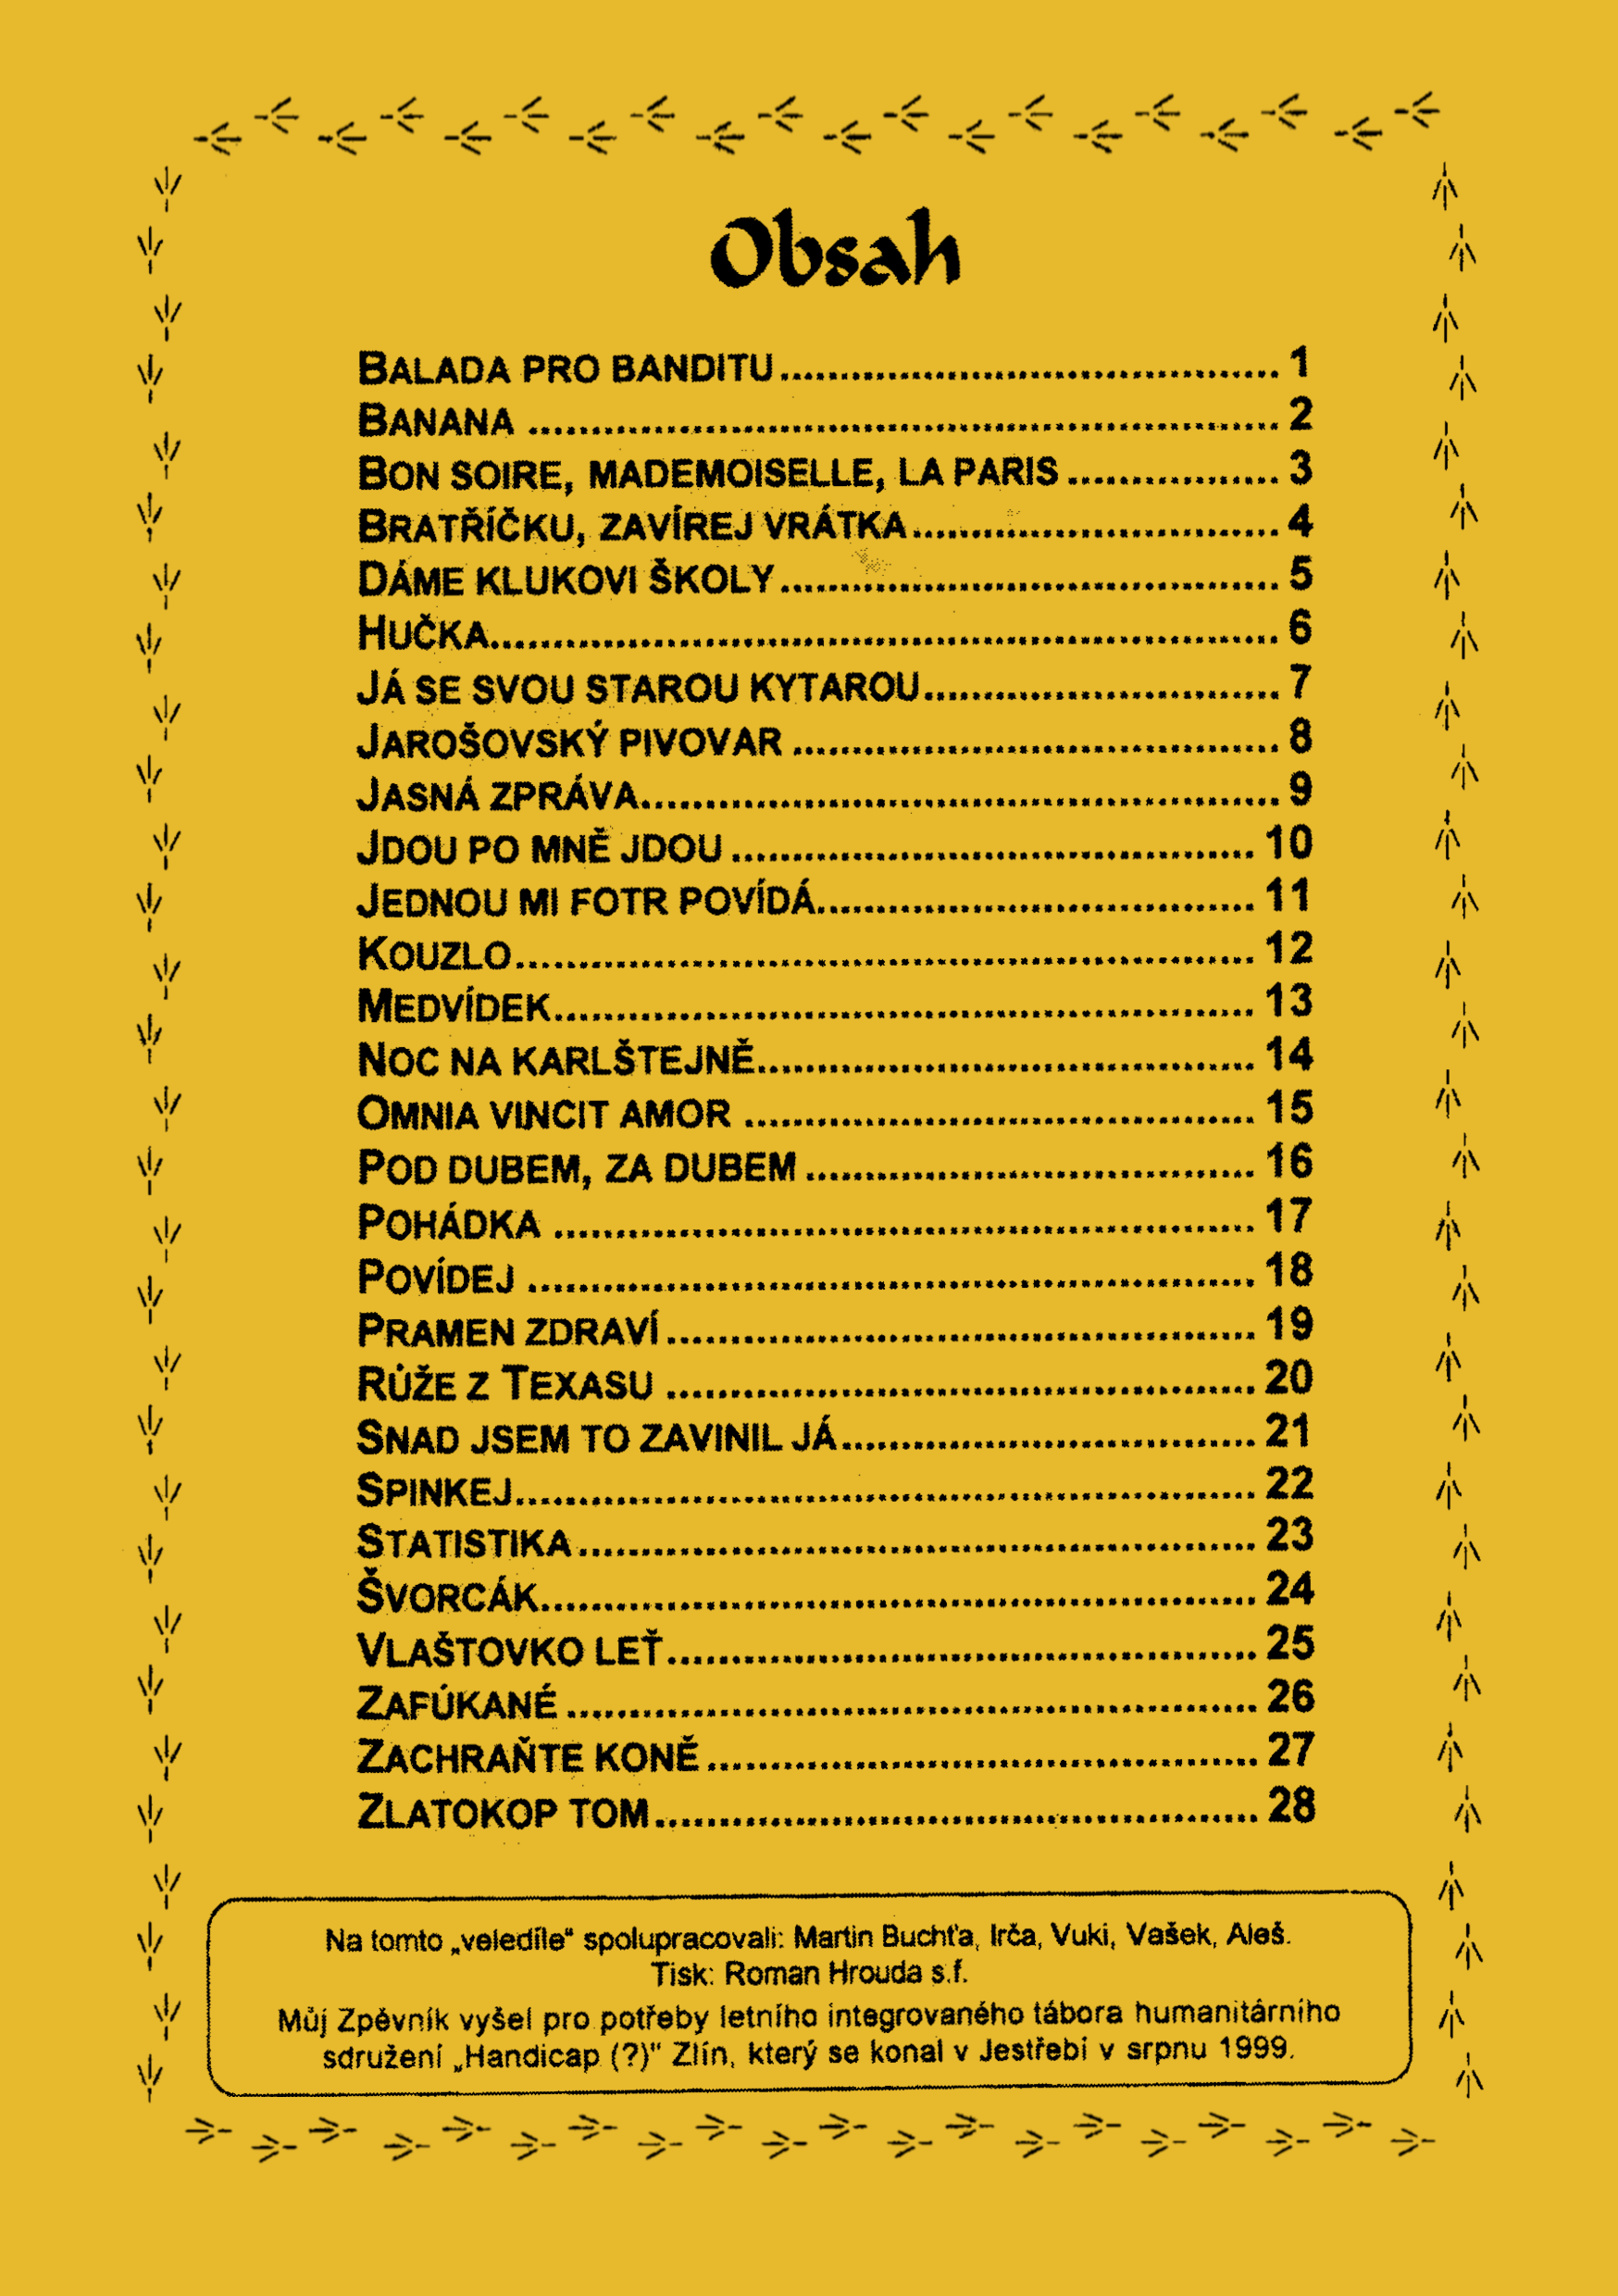 Obsah
BALADA PRO BANDITU 1
BANANA 2
BON SOIRE, MADEMOISELLE, LA PARIS 3
BRATŘÍČKU, ZAVÍREJ VRÁTKA 4
DÁME KLUKOVI ŠKOLY 5
HUČKA 6
JÁ SE SVOU STAROU KYTAROU 7
JAROŠOVSKÝ PIVOVAR 8
JASNÁ ZPRÁVA 9
JDOU PO MNĚ JDOU 10
JEDNOU MI FOTR POVÍDÁ 11
KOUZLO 12
MEDVÍDEK 13
NOC NA KARLŠTEJNĚ 14
OMNIA VINCIT AMOR 15
POD DUBEM, ZA DUBEM 16
POHÁDKA 17
POVÍDEJ 18
PRAMEN ZDRAVÍ 19
RŮŽE Z TEXASU 20
SNAD JSEM TO ZAVINIL JÁ 21
SPINKEJ 22
STATISTIKA 23
ŠVORCÁK 24
VLAŠTOVKO LEŤ 25
ZAFÚKANÉ 26
ZACHRAŇTE KONĚ 27
ZLATOKOP TOM 28
Na tomto „veledíle“ spolupracovali: Martin Buchťa, Irča, Vuki, Vašek, Aleš.
Tisk: Roman Hrouda s.f.
Můj Zpěvník vyšel pro potřeby letního integrovaného tábora humanitárního
sdružení „Handicap (?)" Zlín, který se konal v Jestřebí v srpnu 1999.